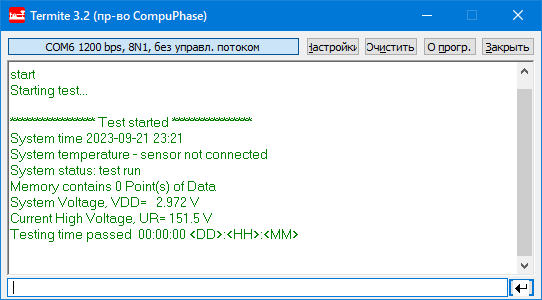 Termite 3.2 (пр-во CompuPhase)
COM6 1200 bps, 8N1, без управл. потоком
Настройки
Очистить
О прогр.
Закрыть
start
Starting test...
***************** Test started ****************
System time 2023-09-21 23:21
System temperature - sensor not connected
System status: test run
Memory contains 0 Point(s) of Data
System Voltage, VDD=   2.972 V
Current High Voltage, UR= 151.5 V
Testing time passed  00:00:00 <DD>:<HH>:<MM>